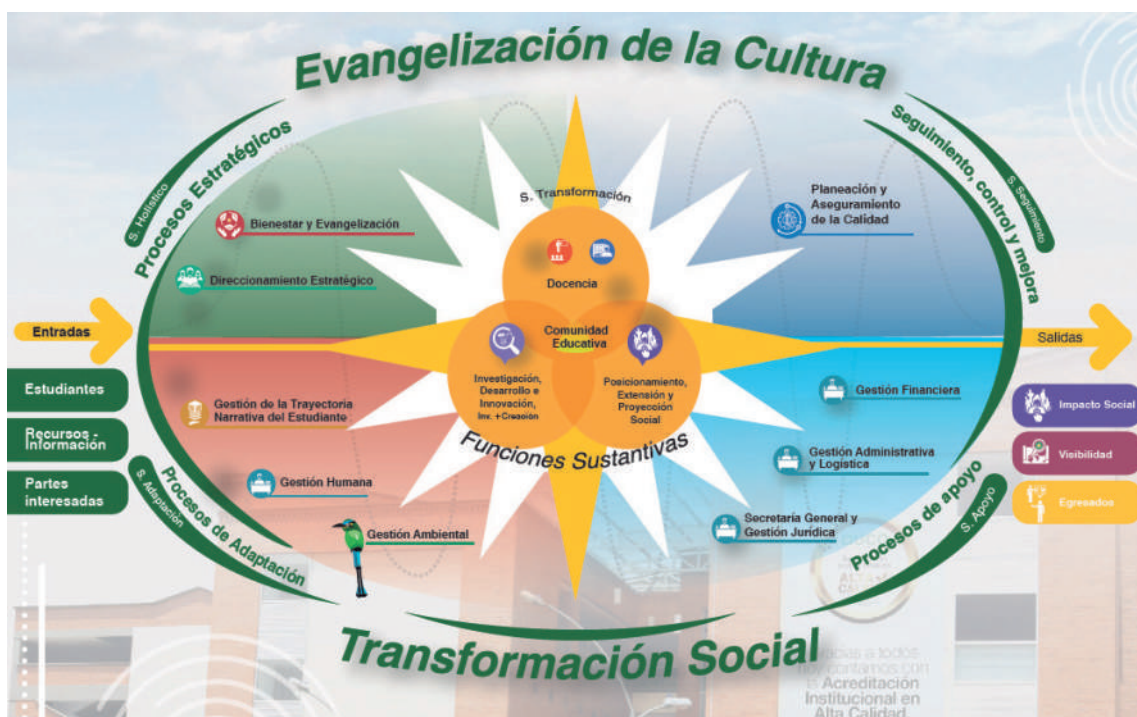 Evangelización de la Cultura
Procesos Estratégicos
S. Holístico
Seguimiento, control y mejora
S. Seguimiento
S. Transformación
Bienestar y Evangelización
Direccionamiento Estratégico
Planeación y
Aseguramiento
de la Calidad
Docencia
Comunidad
Educativa
Investigación,
Desarrollo e
Innovación,
Inv. +Creación
Posicionamiento,
Extensión y
Proyección
Social
Funciones Sustantivas
Entradas
Estudiantes
Recursos -
Información
Partes
interesadas
Salidas
Impacto Social
Visibilidad
Egresados
Gestión de la Trayectoria
Narrativa del Estudiante
Gestión Humana
Gestión Ambiental
Gestión Financiera
Gestión Administrativa
y Logística
Secretaría General y
Gestión Jurídica
Procesos de Adaptación
S. Adaptación
Procesos de apoyo
S. Apoyo
Transformación Social
a todos
contamos con
la Acreditación
Institucional en
Alta Calidad